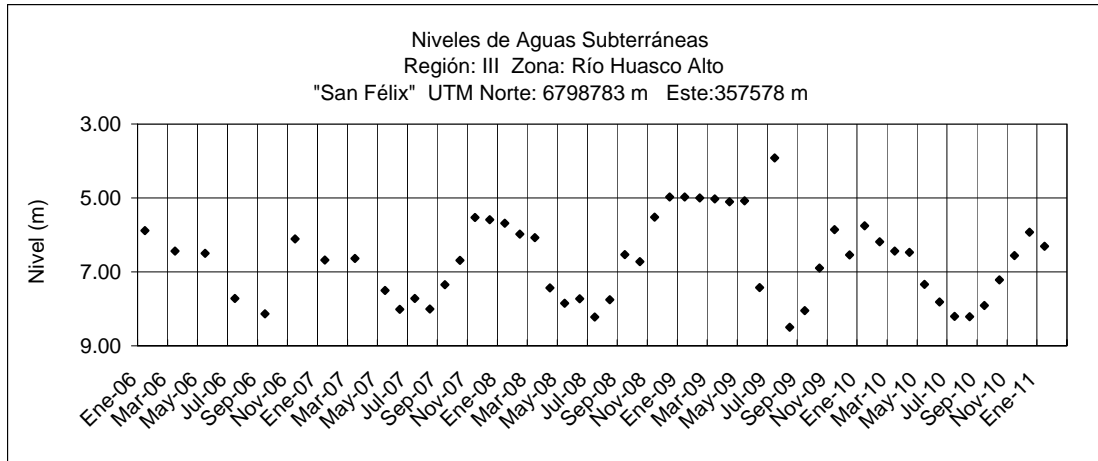 Niveles de Aguas Subterráneas
Región: III Zona: Río Huasco Alto
"San Félix" UTM Norte: 6798783 m Este:357578 m
3.00
5.00
7.00
9.00
Nivel (m)
Ene-06
Mar-06
May-06
Jul-06
Sep-06
Nov-06
Ene-07
Mar-07
May-07
Jul-07
Sep-07
Nov-07
Ene-08
Mar-08
May-08
Jul-08
Sep-08
Nov-08
Ene-09
Mar-09
May-09
Jul-09
Sep-09
Nov-09
Ene-10
Mar-10
May-10
Jul-10
Sep-10
Nov-10
Ene-11